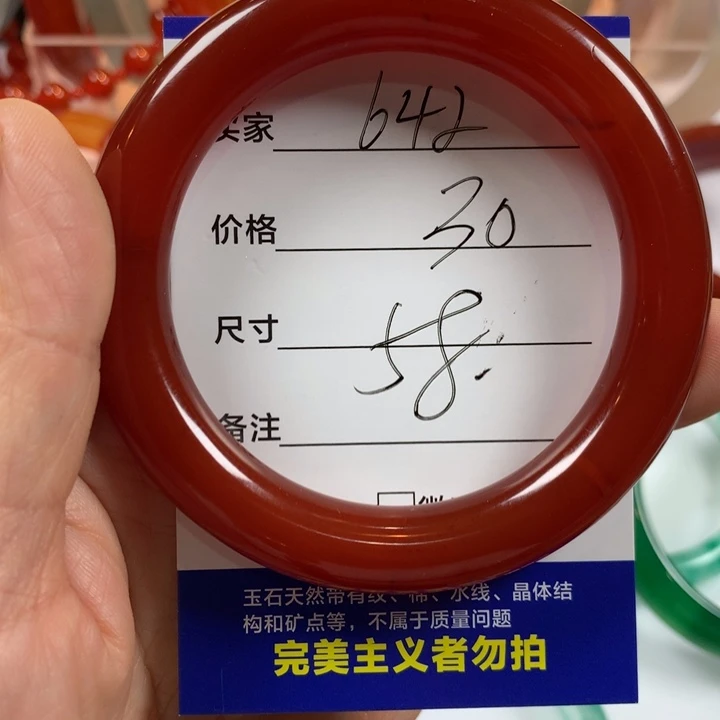 卖家 642
价格 30
尺寸 58.
备注
玉石天然带有纹、棉、水线、晶体结
构和矿点等，不属于质量问题
完美主义者勿拍